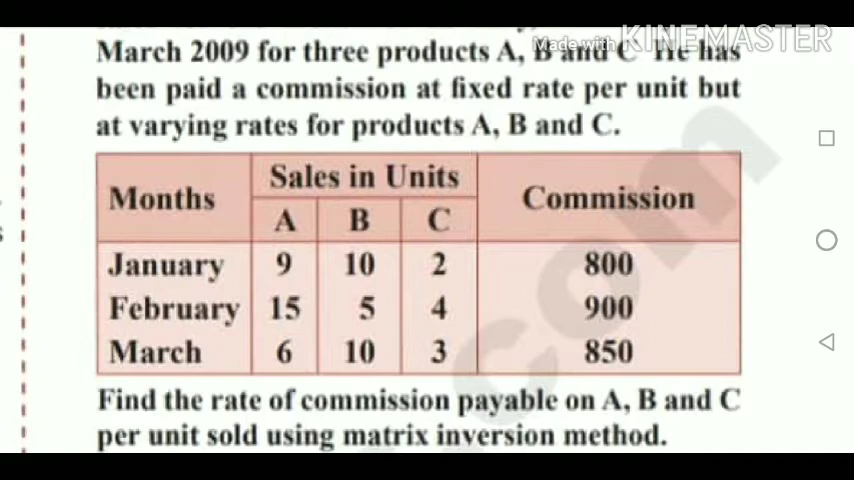 Made with KINEMASTER
March 2009 for three products A, B and C He has
been paid a commission at fixed rate per unit but
at varying rates for products A, B and C.
Months Sales in Units Commission
A B C
January 9 10 2 800
February 15 5 4 900
March 6 10 3 850
Find the rate of commission payable on A, B and C
per unit sold using matrix inversion method.